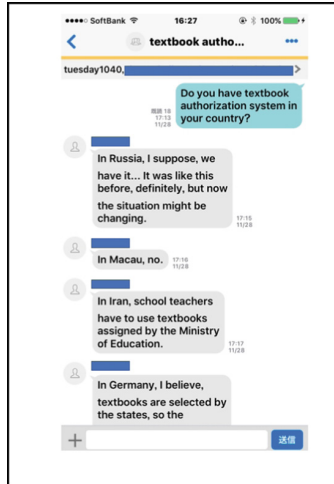 SoftBank 16:27 100%
textbook autho...
tuesday1040,
Do you have textbook
authorization system in
your country?
17:13
11/28
In Russia, I suppose, we
have it... It was like this
before, definitely, but now
the situation might be
changing.
17:15
11/28
In Macau, no.
17:16
11/28
In Iran, school teachers
have to use textbooks
assigned by the Ministry
of Education.
17:17
11/28
In Germany, I believe,
textbooks are selected by
the states, so the
送信